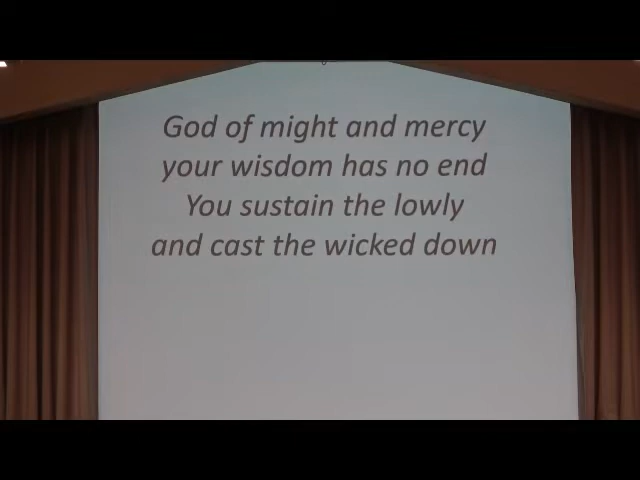 God of might and mercy
your wisdom has no end
You sustain the lowly
and cast the wicked down